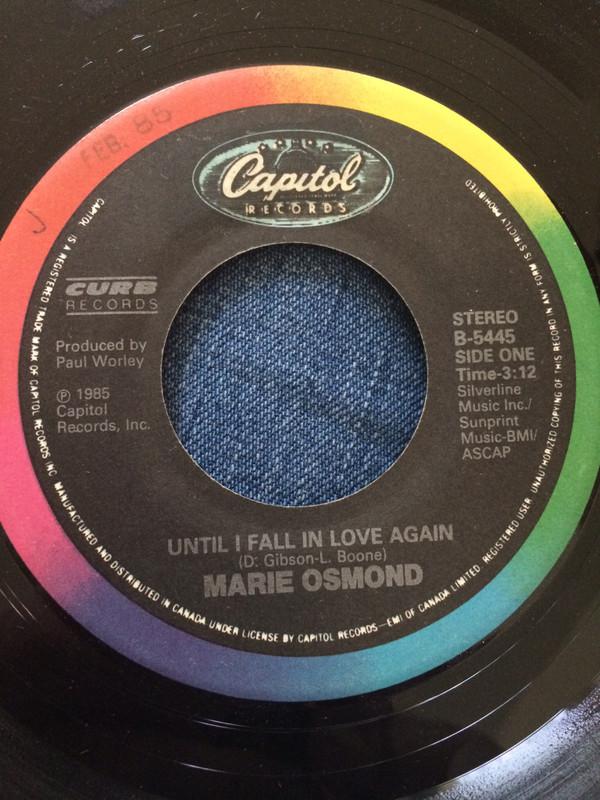 FEB. 85
Capitol
RECORDS
CURB
RECORDS
Produced by
Paul Worley
℗ 1985
Capitol
Records, Inc.
STEREO
B-5445
SIDE ONE
Time-3:12
Silverline
Music Inc./
Sunprint
Music-BMI/
ASCAP
UNTIL I FALL IN LOVE AGAIN
(D. Gibson-L. Boone)
MARIE OSMOND
CAPITOL IS A REGISTERED TRADE MARK OF CAPITOL RECORDS INC. MANUFACTURED AND DISTRIBUTED IN CANADA UNDER LICENSE BY CAPITOL RECORDS—EMI OF CANADA LIMITED. REGISTERED USER. UNAUTHORIZED COPYING OF THIS RECORD IN ANY FORM IS STRICTLY PROHIBITED